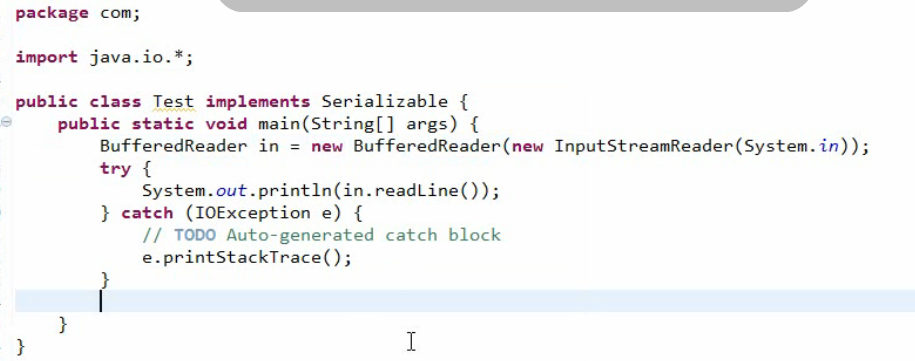 package com;
import java.io.*;
public class Test implements Serializable {
    public static void main(String[] args) {
        BufferedReader in = new BufferedReader(new InputStreamReader(System.in));
        try {
            System.out.println(in.readLine());
        } catch (IOException e) {
            // TODO Auto-generated catch block
            e.printStackTrace();
        }
    }
}